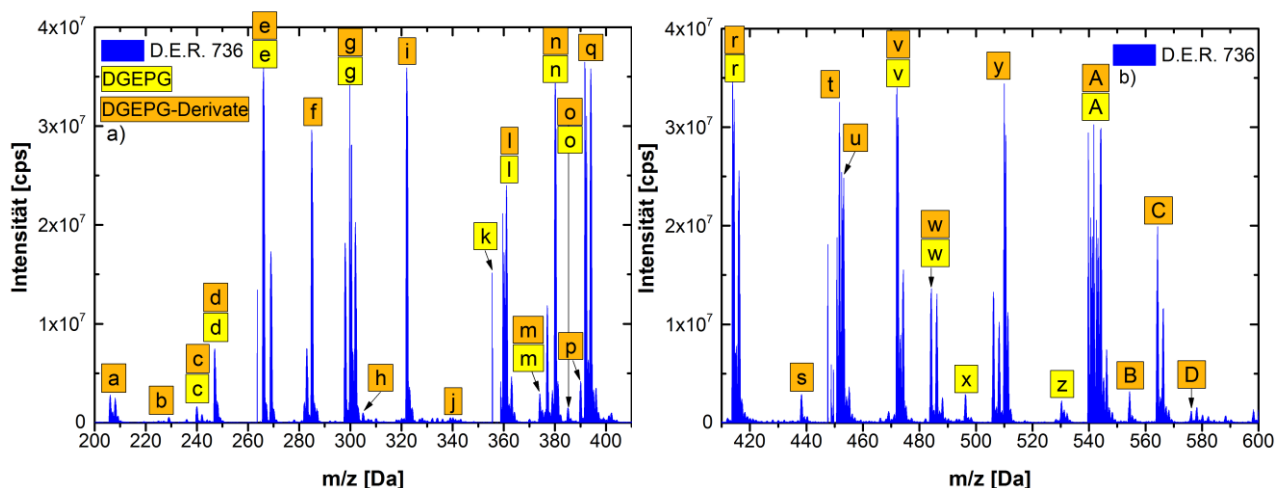 4x10⁷
3x10⁷
2x10⁷
1x10⁷
0
Intensität [cps]
D.E.R. 736
DGEPG
DGEPG-Derivate
a)
a
b
c
c
d
d
e
e
f
g
g
h
i
j
k
l
l
m
m
n
n
o
o
p
q
200 220 240 260 280 300 320 340 360 380 400
m/z [Da]
4x10⁷
3x10⁷
2x10⁷
1x10⁷
0
Intensität [cps]
D.E.R. 736
b)
r
r
s
t
u
v
v
w
w
x
y
z
A
A
B
C
D
420 440 460 480 500 520 540 560 580 600
m/z [Da]